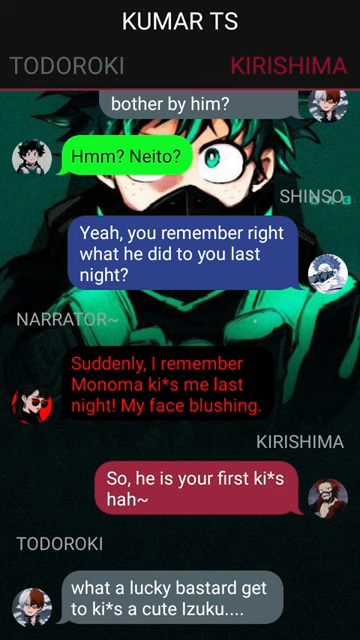 KUMAR TS
TODOROKI
KIRISHIMA
bother by him?
Hmm? Neito?
SHINSO
Yeah, you remember right
what he did to you last
night?
NARRATOR~
Suddenly, I remember
Monoma ki*s me last
night! My face blushing.
KIRISHIMA
So, he is your first ki*s
hah~
TODOROKI
what a lucky bastard get
to ki*s a cute Izuku....